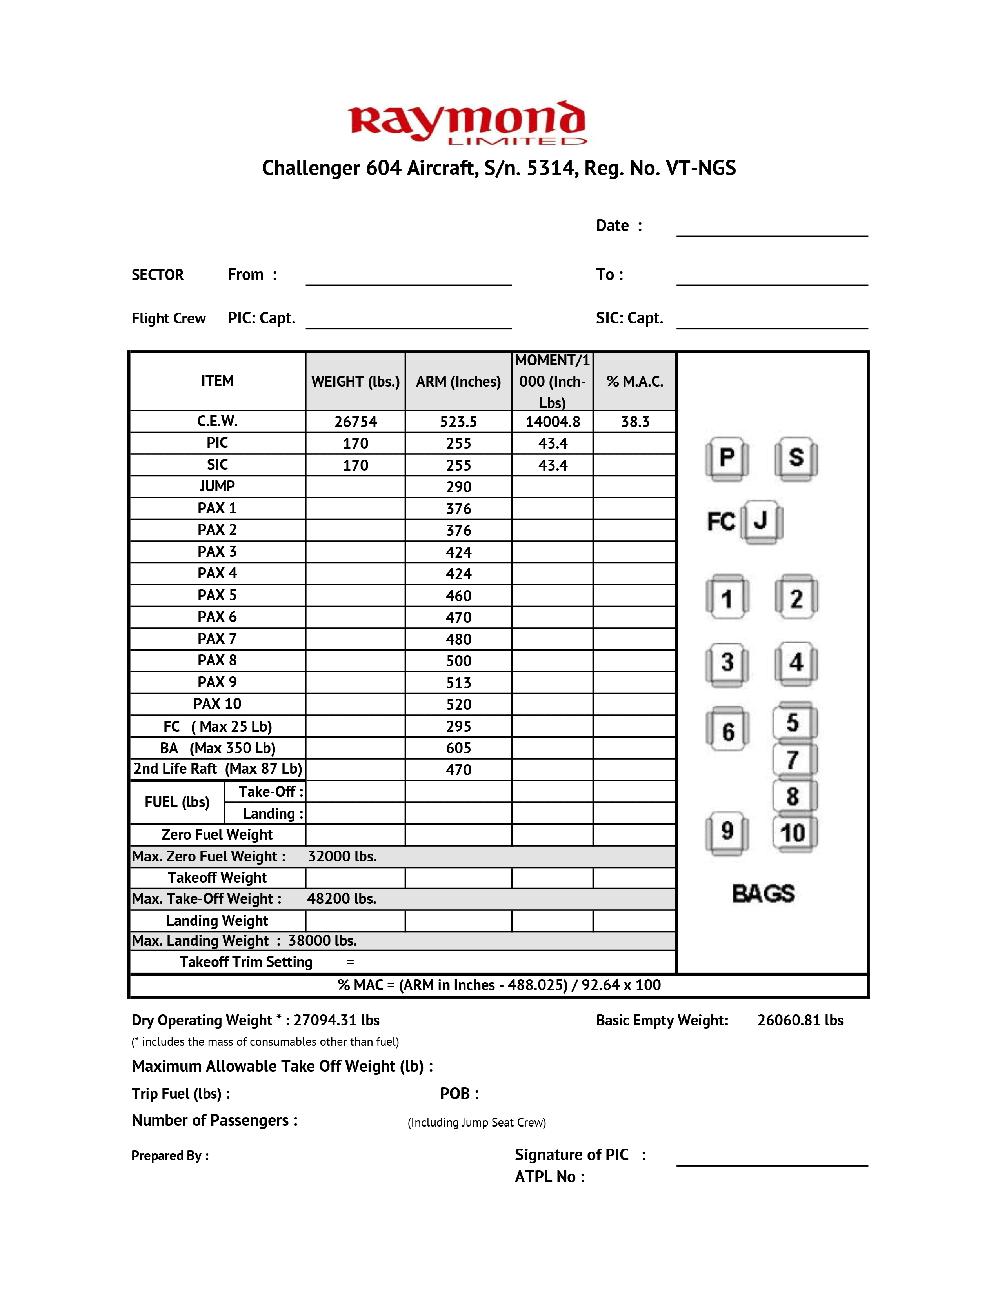 Raymond
LIMITED
Challenger 604 Aircraft, S/n. 5314, Reg. No. VT-NGS
Date :
SECTOR From : To :
Flight Crew PIC: Capt. SIC: Capt.
ITEM WEIGHT (lbs.) ARM (Inches) MOMENT/1000 (Inch-Lbs) % M.A.C.
C.E.W. 26754 523.5 14004.8 38.3
PIC 170 255 43.4
SIC 170 255 43.4
JUMP 290
PAX 1 376
PAX 2 376
PAX 3 424
PAX 4 424
PAX 5 460
PAX 6 470
PAX 7 480
PAX 8 500
PAX 9 513
PAX 10 520
FC ( Max 25 Lb) 295
BA (Max 350 Lb) 605
2nd Life Raft (Max 87 Lb) 470
FUEL (lbs) Take-Off :
Landing :
Zero Fuel Weight
Max. Zero Fuel Weight : 32000 lbs.
Takeoff Weight
Max. Take-Off Weight : 48200 lbs.
Landing Weight
Max. Landing Weight : 38000 lbs.
Takeoff Trim Setting =
P S
FC J
1 2
3 4
6 5
7
8
9 10
BAGS
% MAC = (ARM in Inches - 488.025) / 92.64 x 100
Dry Operating Weight * : 27094.31 lbs Basic Empty Weight: 26060.81 lbs
(* includes the mass of consumables other than fuel)
Maximum Allowable Take Off Weight (lb) :
Trip Fuel (lbs) : POB :
Number of Passengers : (Including Jump Seat Crew)
Prepared By : Signature of PIC :
ATPL No :